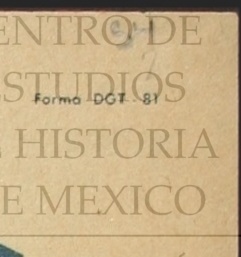 ENTRO DE
STUDIOS
Forma DGT - 81
HISTORIA
E MEXICO